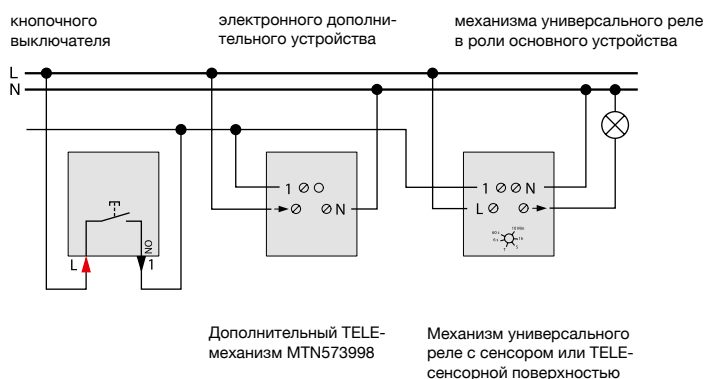 кнопочного
выключателя
электронного дополни-
тельного устройства
механизма универсального реле
в роли основного устройства
L
N
L
NO
1
1
N
1
N
L
Дополнительный TELE-
механизм MTN573998
Механизм универсального
реле с сенсором или TELE-
сенсорной поверхностью